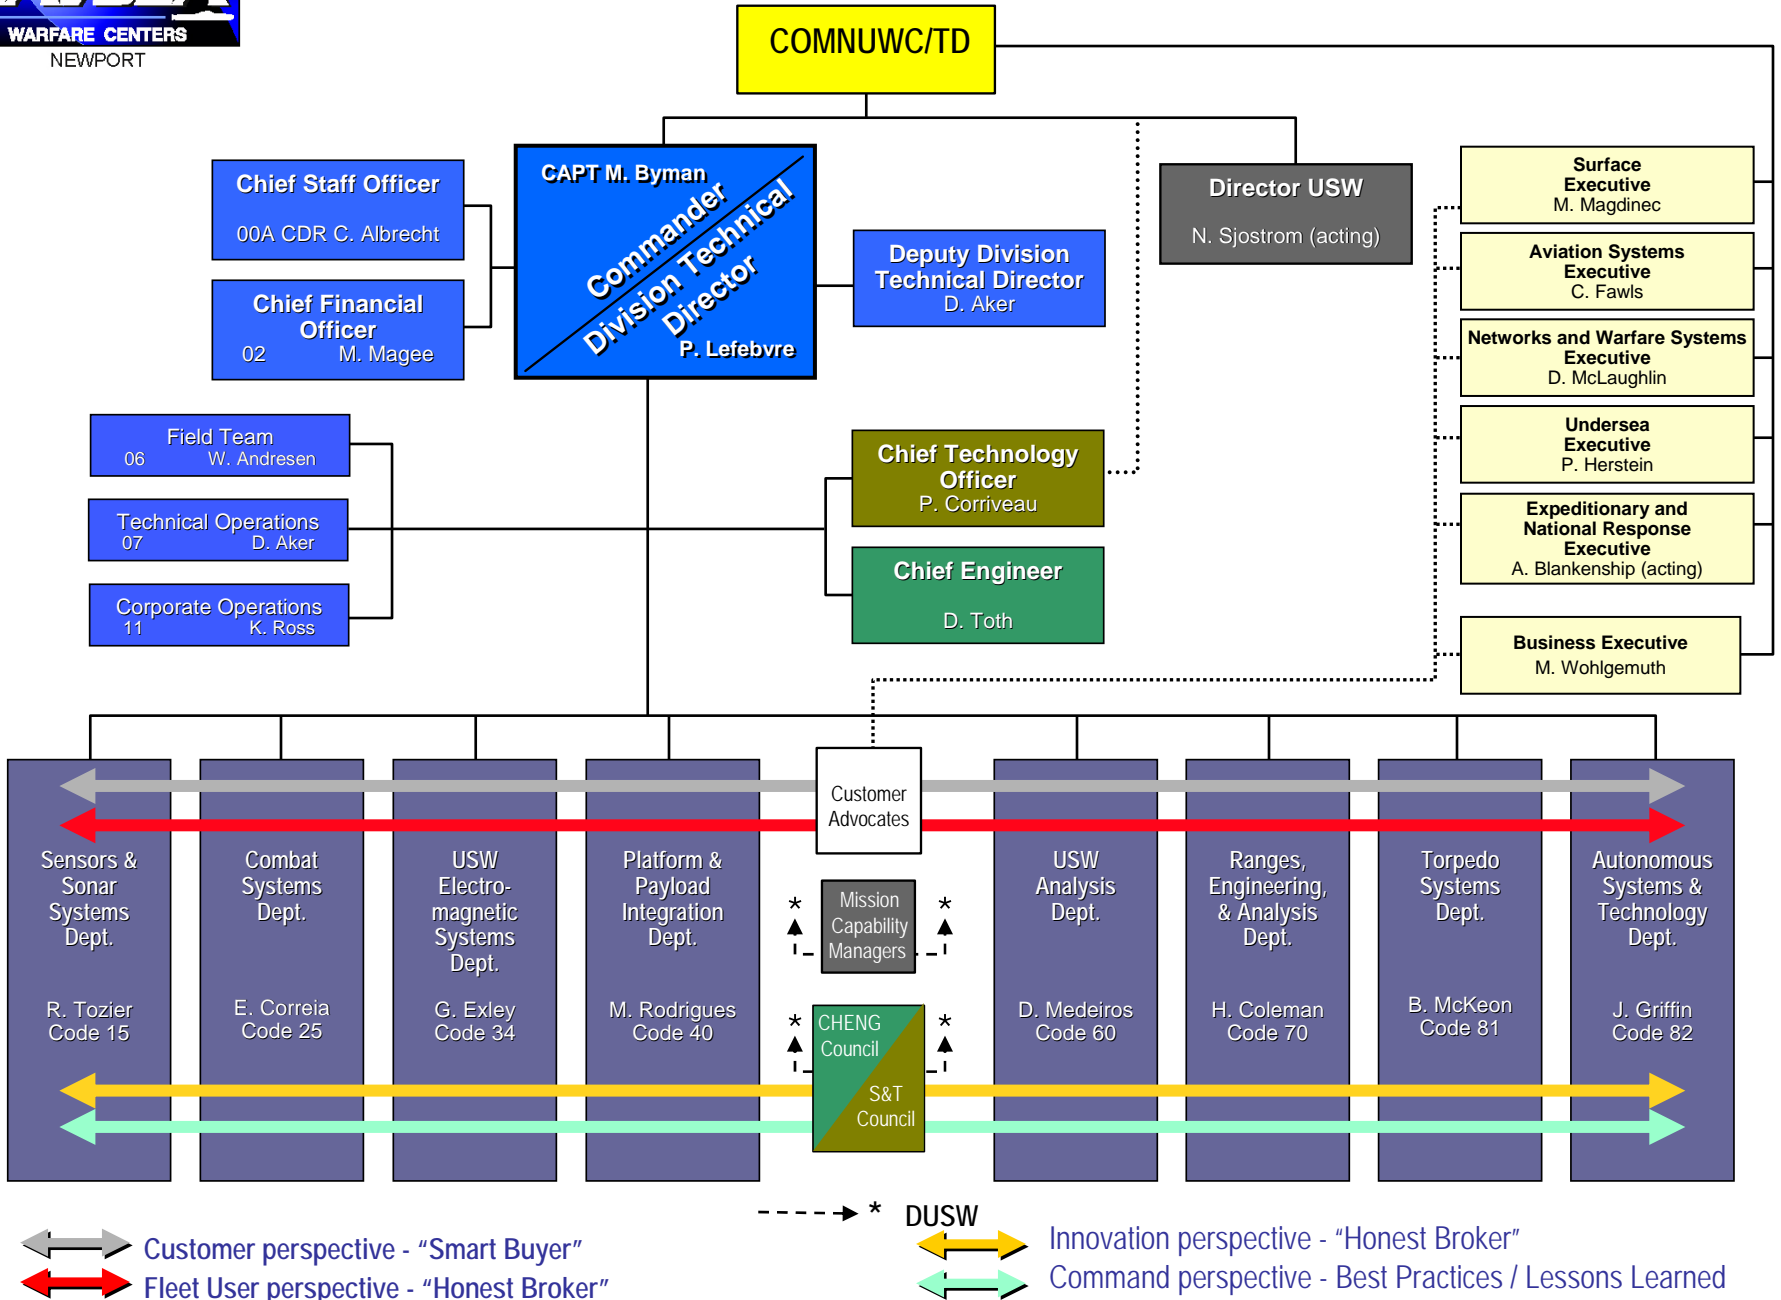 WARFARE CENTERS
NEWPORT
COMNUWC/TD
Chief Staff Officer
00A CDR C. Albrecht
Chief Financial
Officer
02 M. Magee
CAPT M. Byman
Commander
Division Technical
Director
P. Lefebvre
Deputy Division
Technical Director
D. Aker
Director USW
N. Sjostrom (acting)
Surface
Executive
M. Magdinec
Aviation Systems
Executive
C. Fawls
Networks and Warfare Systems
Executive
D. McLaughlin
Undersea
Executive
P. Herstein
Expeditionary and
National Response
Executive
A. Blankenship (acting)
Business Executive
M. Wohlgemuth
Field Team
06 W. Andresen
Technical Operations
07 D. Aker
Corporate Operations
11 K. Ross
Chief Technology
Officer
P. Corriveau
Chief Engineer
D. Toth
Sensors &
Sonar
Systems
Dept.
R. Tozier
Code 15
Combat
Systems
Dept.
E. Correia
Code 25
USW
Electro-
magnetic
Systems
Dept.
G. Exley
Code 34
Platform &
Payload
Integration
Dept.
M. Rodrigues
Code 40
Customer
Advocates
* Mission *
Capability
Managers
* CHENG *
Council
S&T
Council
USW
Analysis
Dept.
D. Medeiros
Code 60
Ranges,
Engineering,
& Analysis
Dept.
H. Coleman
Code 70
Torpedo
Systems
Dept.
B. McKeon
Code 81
Autonomous
Systems &
Technology
Dept.
J. Griffin
Code 82
* DUSW
Customer perspective - “Smart Buyer”
Fleet User perspective - “Honest Broker”
Innovation perspective - “Honest Broker”
Command perspective - Best Practices / Lessons Learned